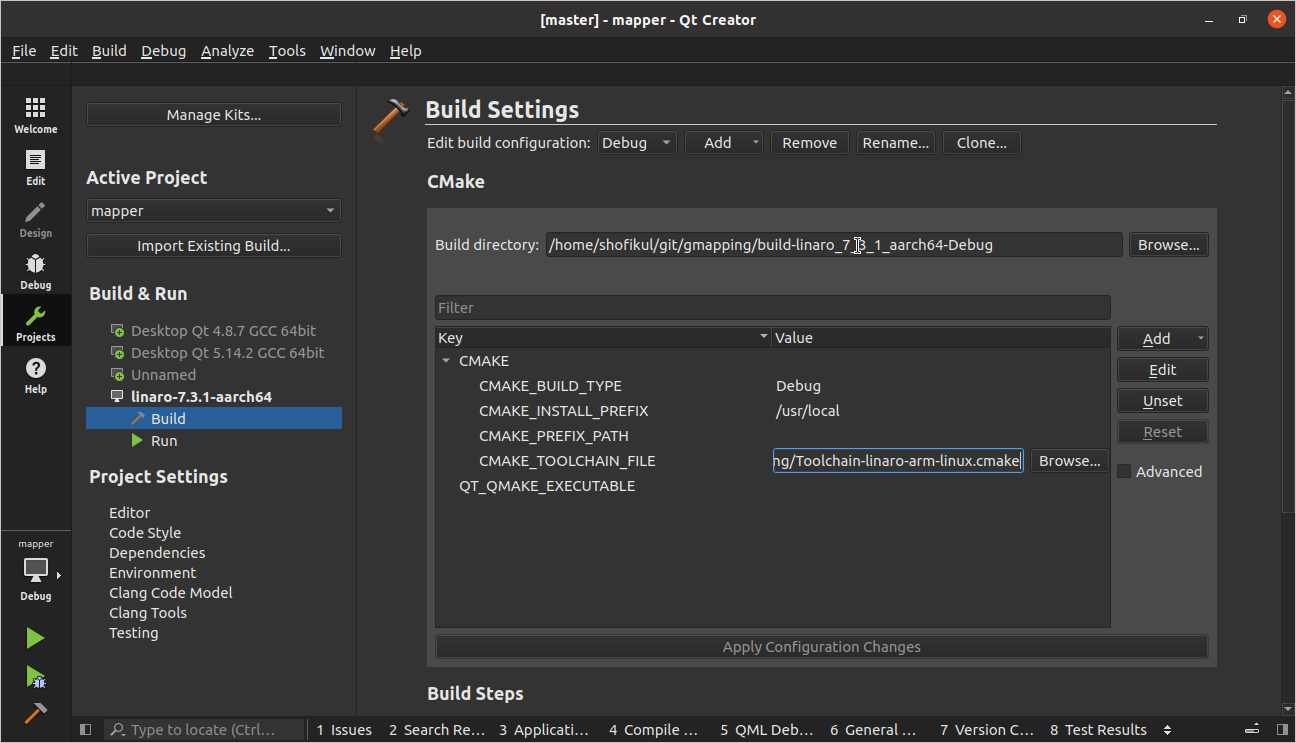 [master] - mapper - Qt Creator
File Edit Build Debug Analyze Tools Window Help
Welcome
Edit
Design
Debug
Projects
Help
mapper
Debug
Manage Kits...
Active Project
mapper
Import Existing Build...
Build & Run
Desktop Qt 4.8.7 GCC 64bit
Desktop Qt 5.14.2 GCC 64bit
Unnamed
linaro-7.3.1-aarch64
Build
Run
Project Settings
Editor
Code Style
Dependencies
Environment
Clang Code Model
Clang Tools
Testing
Build Settings
Edit build configuration: Debug Add Remove Rename... Clone...
CMake
Build directory: /home/shofikul/git/gmapping/build-linaro_7_3_1_aarch64-Debug Browse...
Filter
Key Value
CMAKE
CMAKE_BUILD_TYPE Debug
CMAKE_INSTALL_PREFIX /usr/local
CMAKE_PREFIX_PATH
CMAKE_TOOLCHAIN_FILE ng/Toolchain-linaro-arm-linux.cmake Browse...
QT_QMAKE_EXECUTABLE
Add
Edit
Unset
Reset
Advanced
Apply Configuration Changes
Build Steps
Type to locate (Ctrl... 1 Issues 2 Search Re... 3 Applicati... 4 Compile ... 5 QML Deb... 6 General ... 7 Version C... 8 Test Results